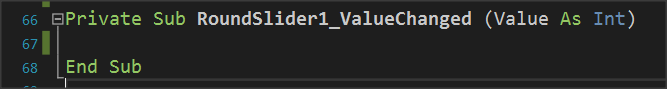 66 Private Sub RoundSlider1_ValueChanged (Value As Int)
67
68 End Sub